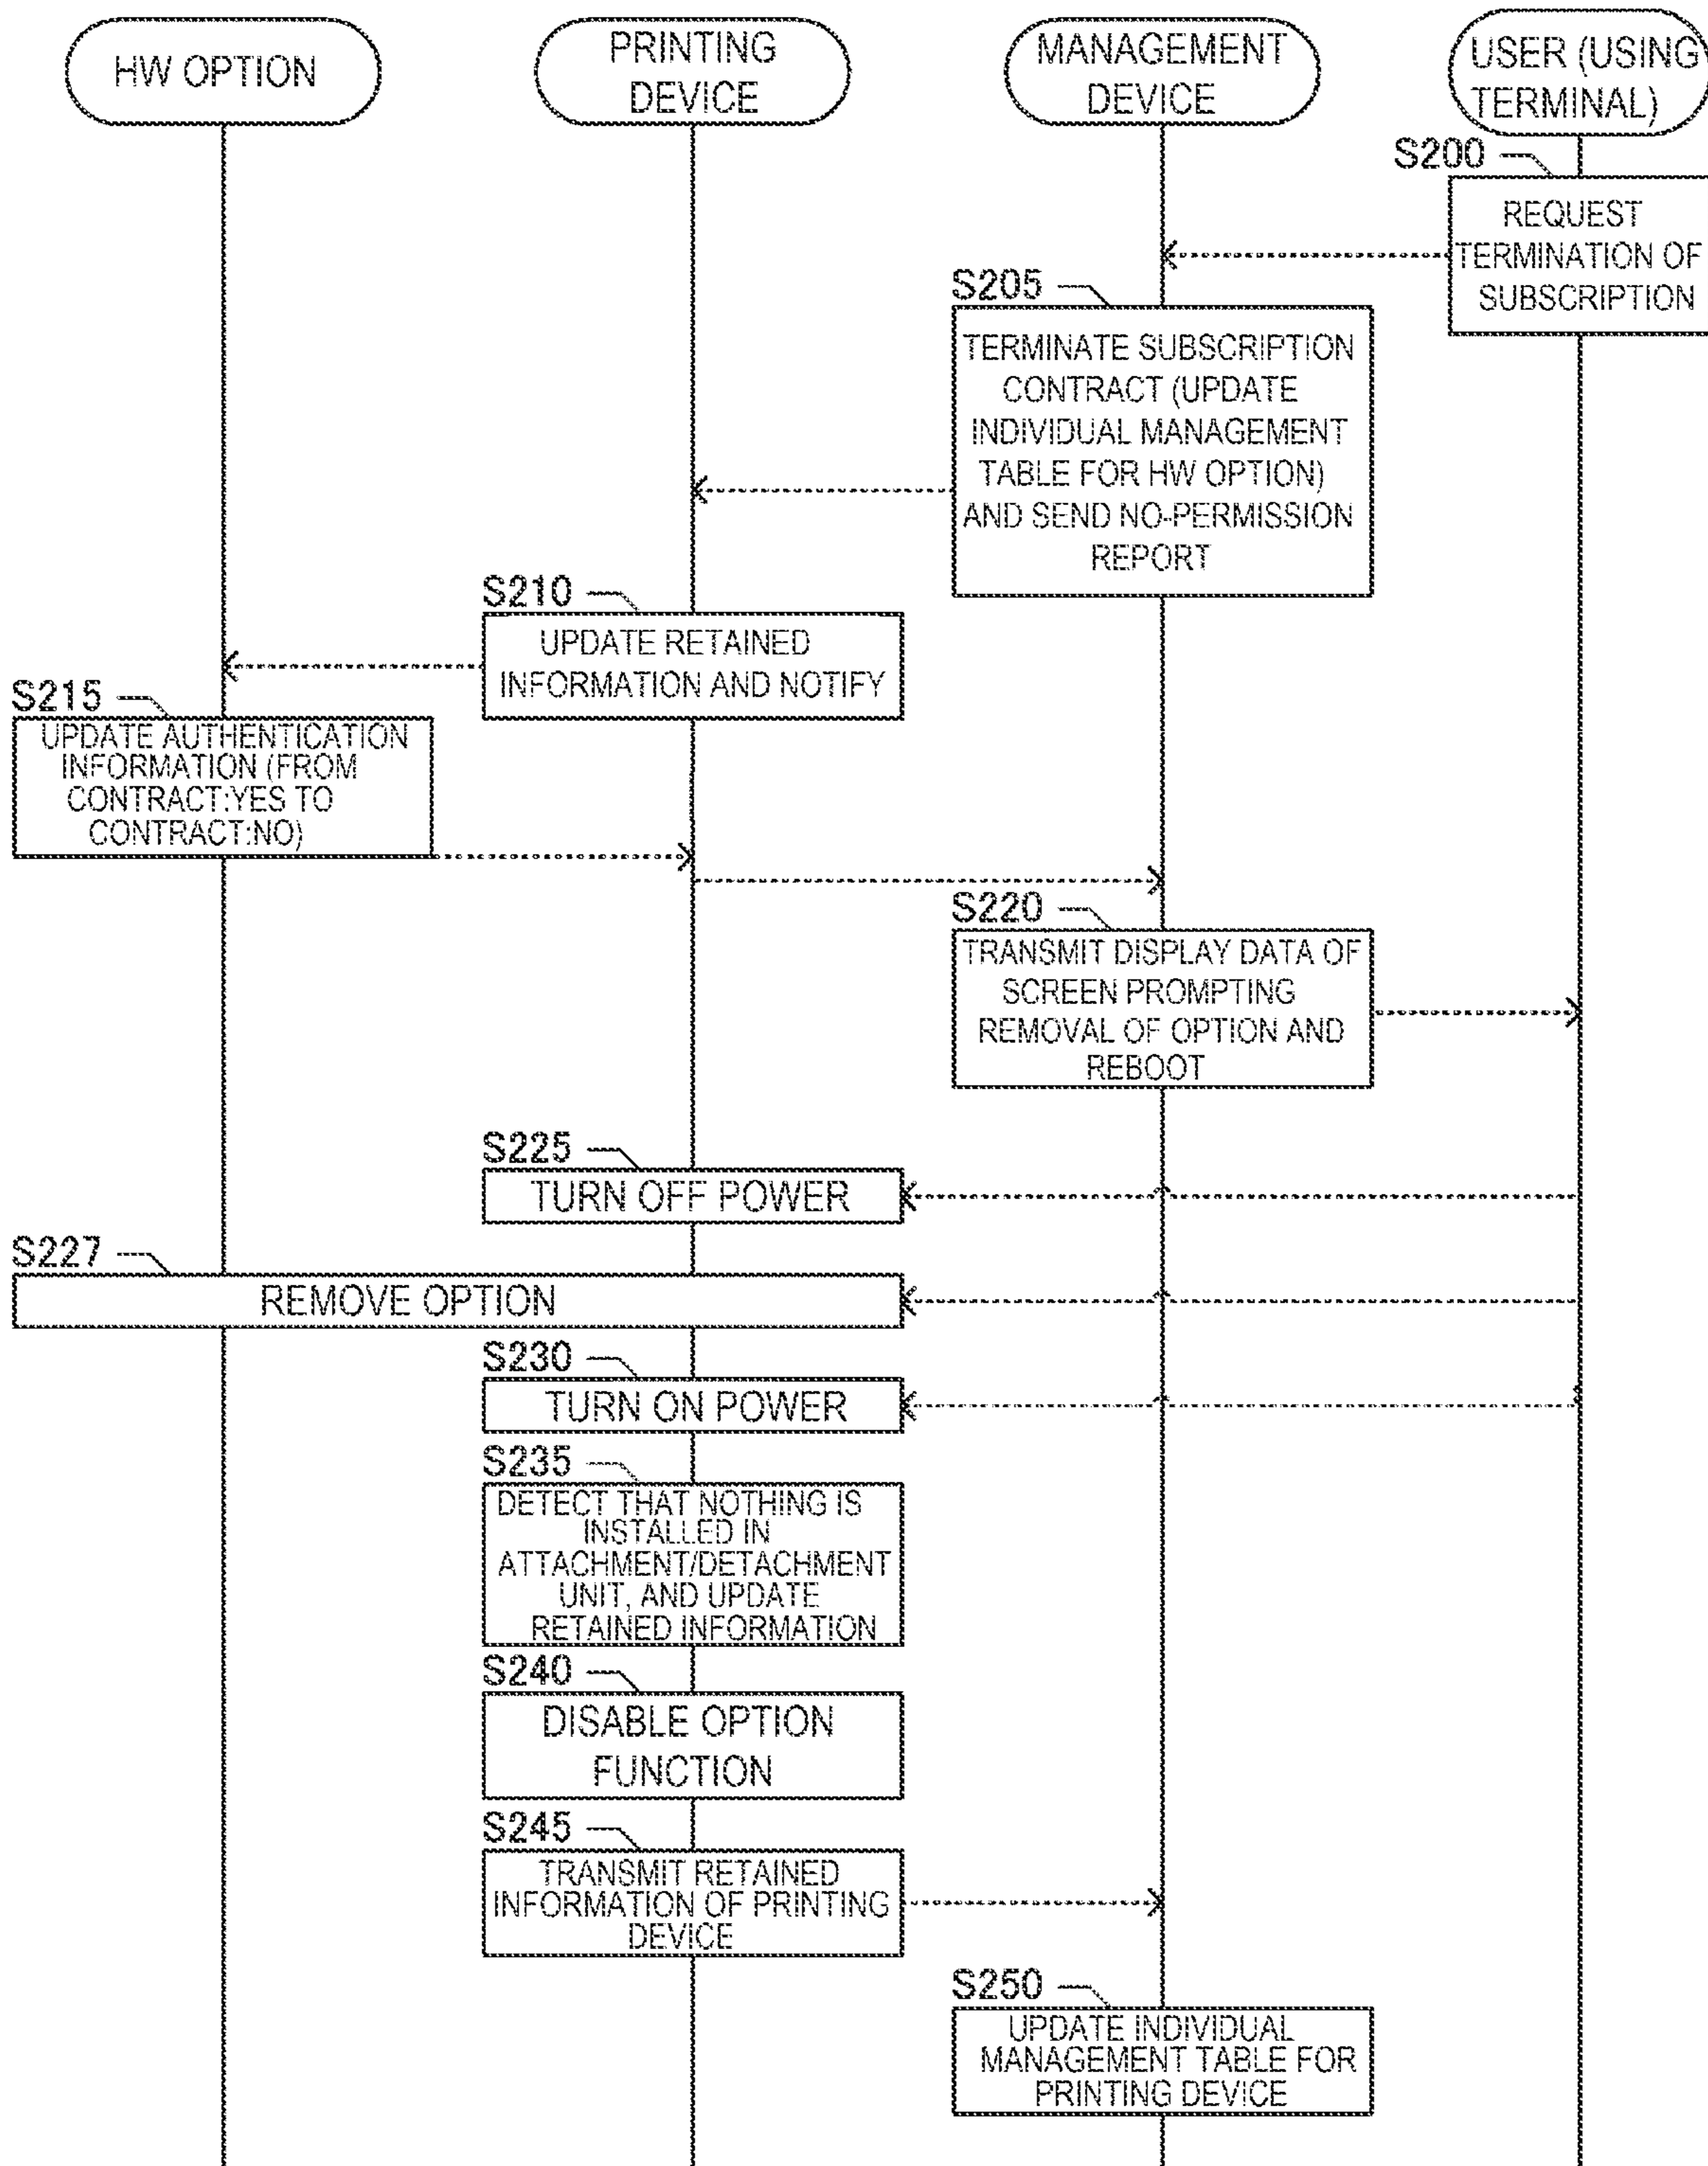 HW OPTION
PRINTING
DEVICE
MANAGEMENT
DEVICE
USER (USING
TERMINAL)
S200
REQUEST
TERMINATION OF
SUBSCRIPTION
S205
TERMINATE SUBSCRIPTION
CONTRACT (UPDATE
INDIVIDUAL MANAGEMENT
TABLE FOR HW OPTION)
AND SEND NO-PERMISSION
REPORT
S210
UPDATE RETAINED
INFORMATION AND NOTIFY
S215
UPDATE AUTHENTICATION
INFORMATION (FROM
CONTRACT:YES TO
CONTRACT:NO)
S220
TRANSMIT DISPLAY DATA OF
SCREEN PROMPTING
REMOVAL OF OPTION AND
REBOOT
S225
TURN OFF POWER
S227
REMOVE OPTION
S230
TURN ON POWER
S235
DETECT THAT NOTHING IS
INSTALLED IN
ATTACHMENT/DETACHMENT
UNIT, AND UPDATE
RETAINED INFORMATION
S240
DISABLE OPTION
FUNCTION
S245
TRANSMIT RETAINED
INFORMATION OF PRINTING
DEVICE
S250
UPDATE INDIVIDUAL
MANAGEMENT TABLE FOR
PRINTING DEVICE